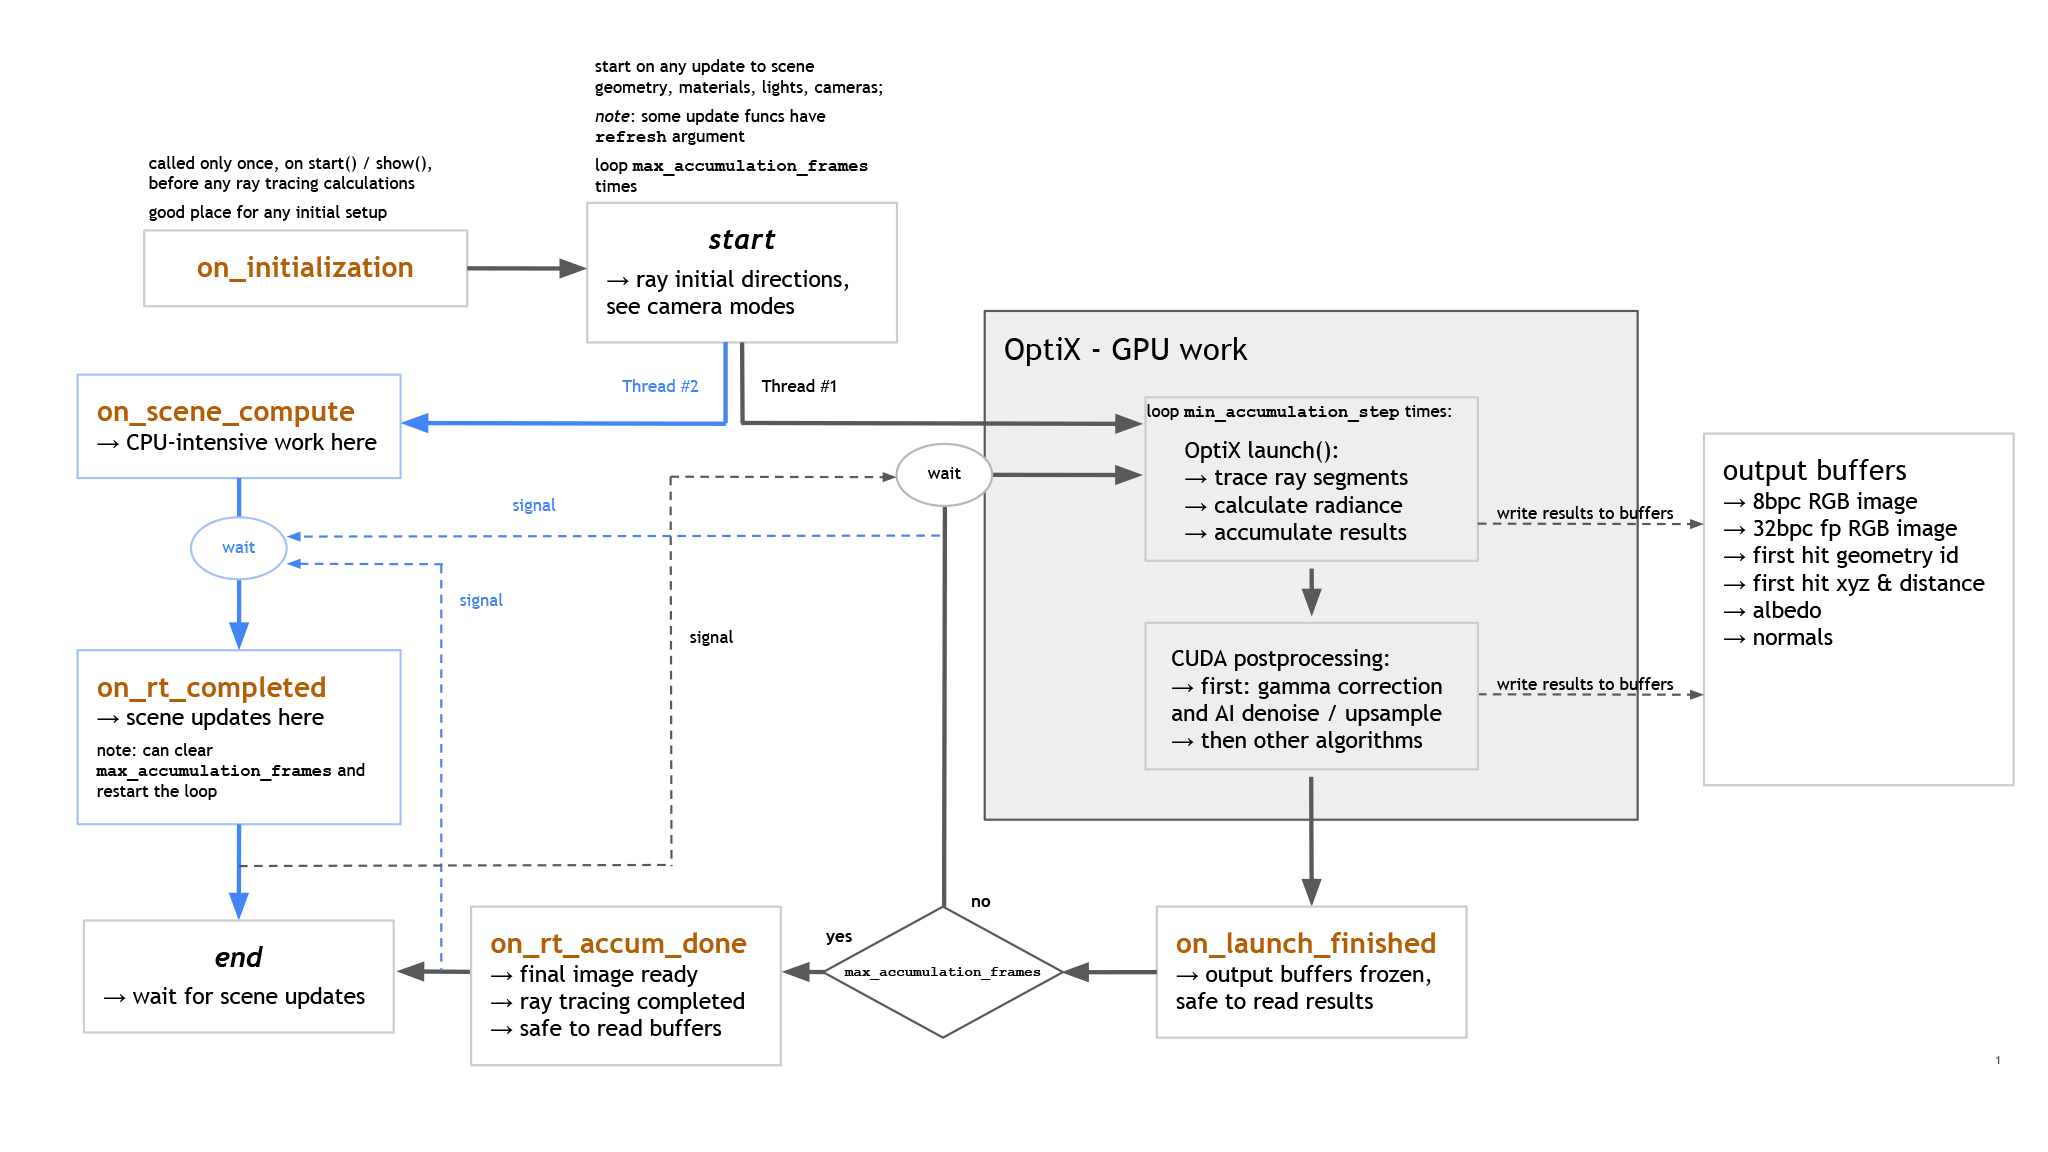 start on any update to scene
geometry, materials, lights, cameras;
note: some update funcs have
refresh argument
loop max_accumulation_frames
times
called only once, on start() / show(),
before any ray tracing calculations
good place for any initial setup
on_initialization
start
→ ray initial directions,
see camera modes
Thread #2
Thread #1
on_scene_compute
→ CPU-intensive work here
wait
signal
signal
signal
wait
on_rt_completed
→ scene updates here
note: can clear
max_accumulation_frames and
restart the loop
end
→ wait for scene updates
OptiX - GPU work
loop min_accumulation_step times:
OptiX launch():
→ trace ray segments
→ calculate radiance
→ accumulate results
CUDA postprocessing:
→ first: gamma correction
and AI denoise / upsample
→ then other algorithms
write results to buffers
write results to buffers
output buffers
→ 8bpc RGB image
→ 32bpc fp RGB image
→ first hit geometry id
→ first hit xyz & distance
→ albedo
→ normals
on_launch_finished
→ output buffers frozen,
safe to read results
no
yes
max_accumulation_frames
on_rt_accum_done
→ final image ready
→ ray tracing completed
→ safe to read buffers
1